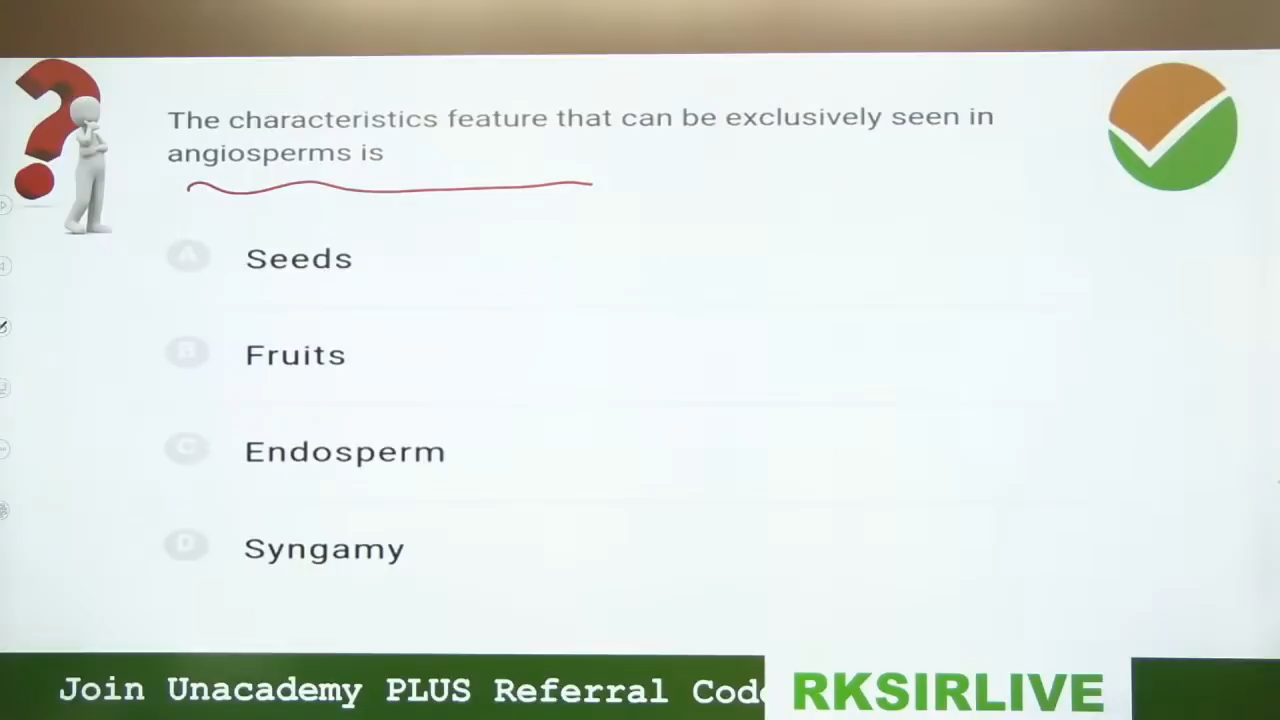 The characteristics feature that can be exclusively seen in
angiosperms is
A Seeds
B Fruits
C Endosperm
D Syngamy
Join Unacademy PLUS Referral Code
RKSIRLIVE